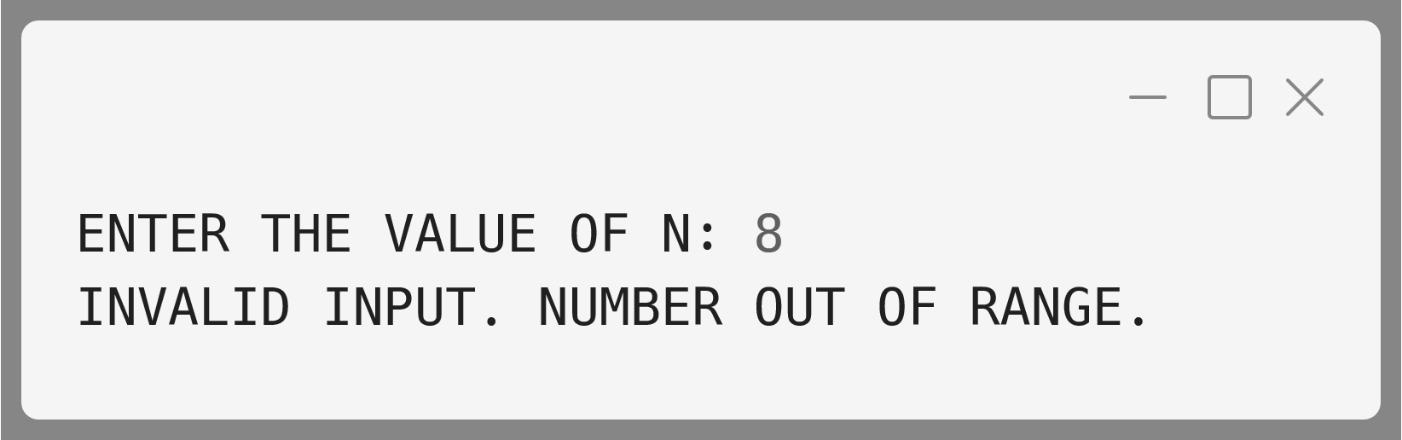 ENTER THE VALUE OF N: 8
INVALID INPUT. NUMBER OUT OF RANGE.